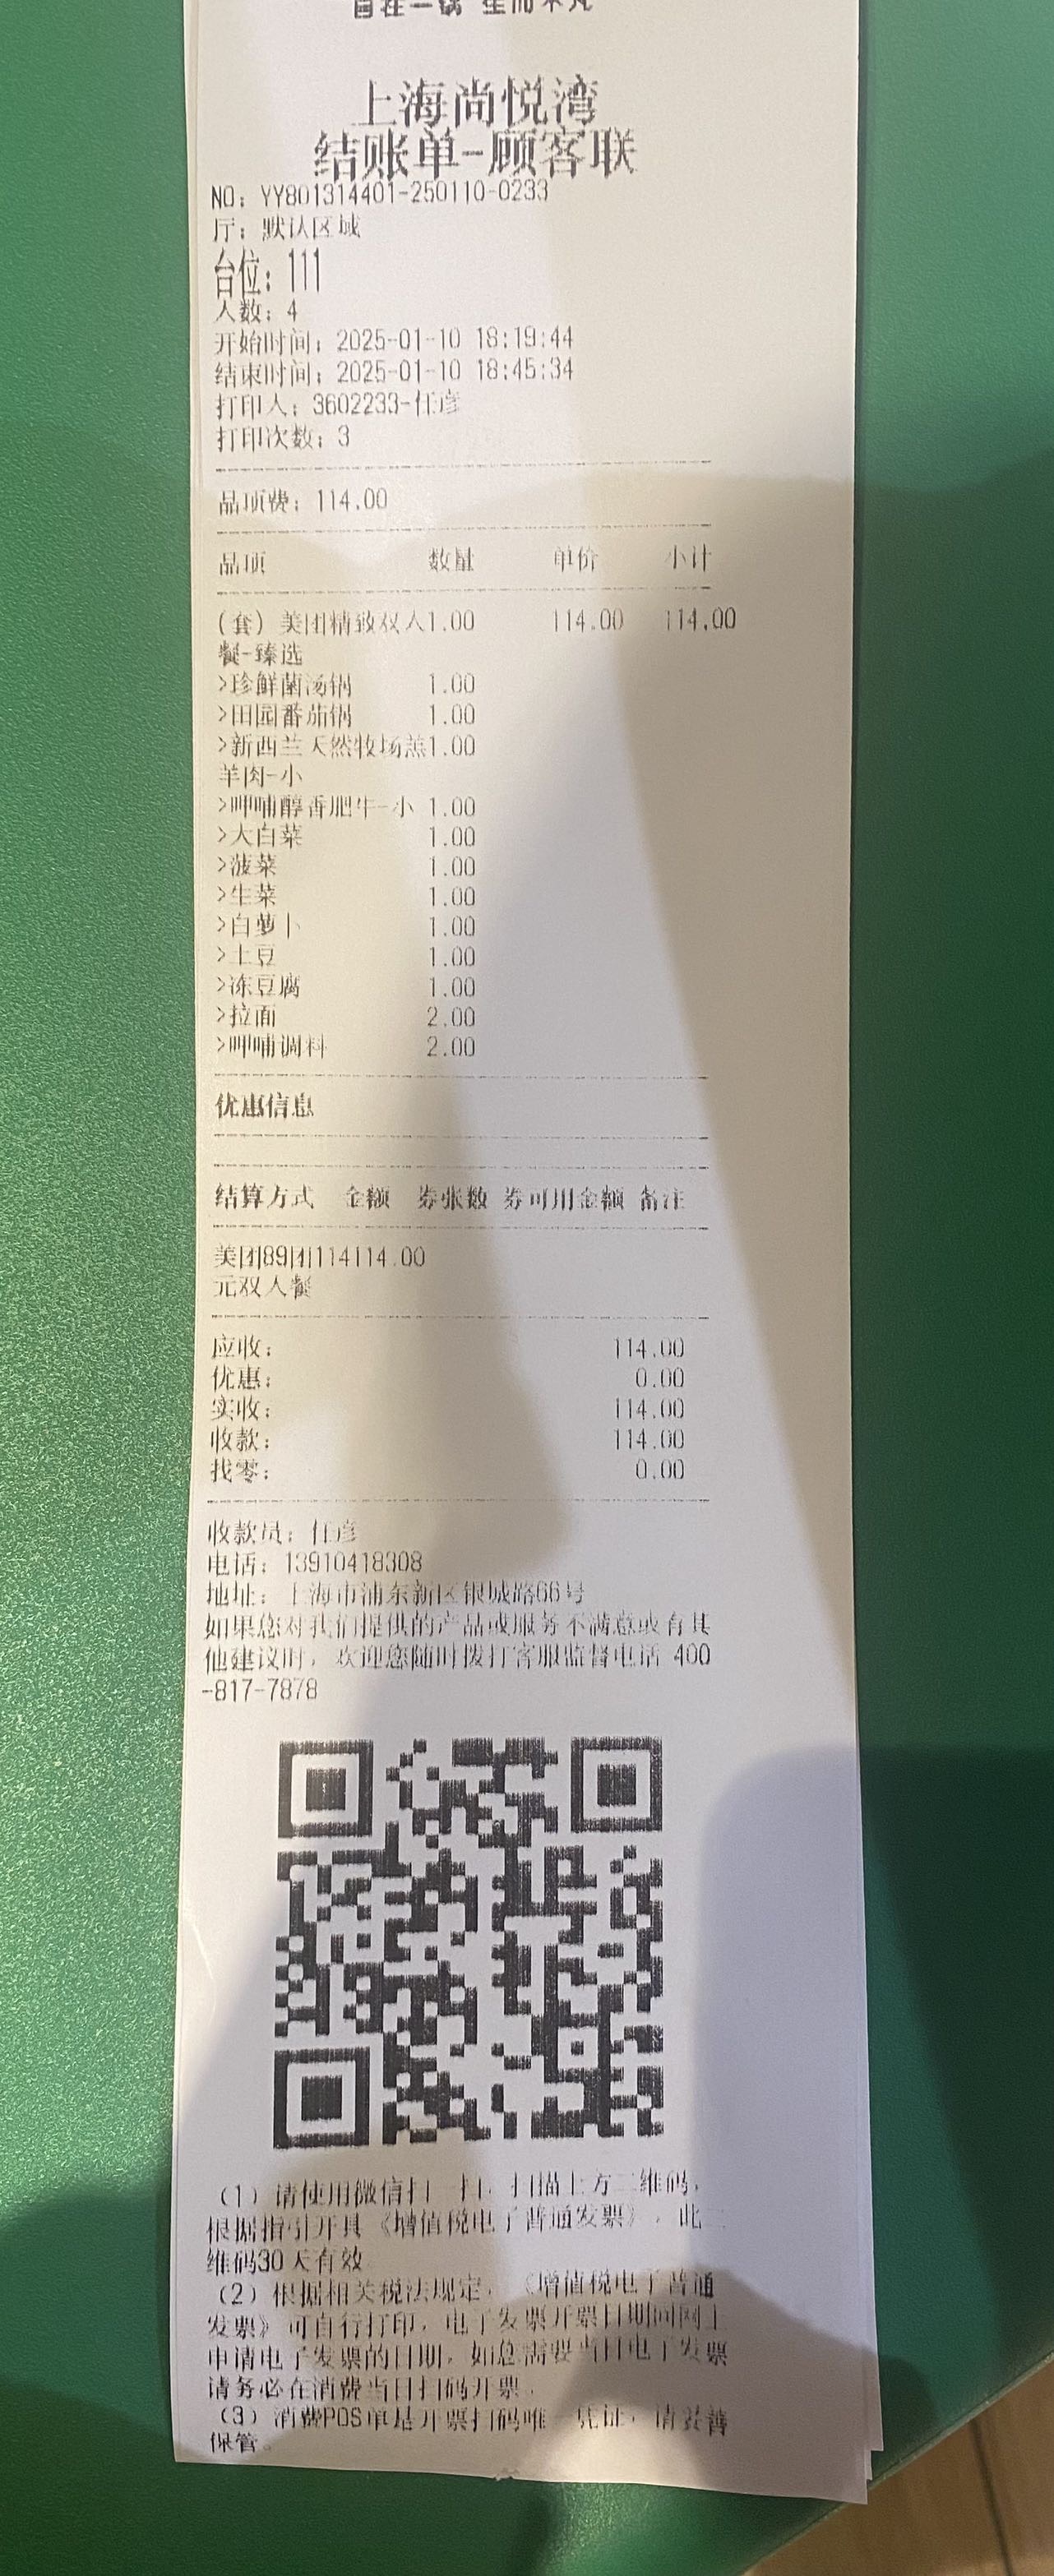 自在一锅 生而不凡
上海尚悦湾
结账单-顾客联
NO: YY801314401-250110-0233
厅: 默认区域
台位: 111
人数: 4
开始时间: 2025-01-10 18:19:44
结束时间: 2025-01-10 18:45:34
打印人: 3602233-任彦
打印次数: 3
品项费: 114.00
品项 数量 单价 小计
(套) 美团精致双人1.00 114.00 114.00
餐-臻选
>珍鲜菌汤锅 1.00
>田园番茄锅 1.00
>新西兰天然牧场羔1.00
羊肉-小
>呷哺醇香肥牛-小 1.00
>大白菜 1.00
>菠菜 1.00
>生菜 1.00
>白萝卜 1.00
>土豆 1.00
>冻豆腐 1.00
>拉面 2.00
>呷哺调料 2.00
优惠信息
结算方式 金额 券张数 券可用金额 备注
美团89团114114.00
元双人餐
应收: 114.00
优惠: 0.00
实收: 114.00
收款: 114.00
找零: 0.00
收款员: 任彦
电话: 13910418308
地址: 上海市浦东新区银城路66号
如果您对我们提供的产品或服务不满意或有其
他建议时, 欢迎您随时拨打客服监督电话 400
-817-7878
(1) 请使用微信扫一扫, 扫描上方二维码,
根据指引开具《增值税电子普通发票》, 此二
维码30天有效
(2) 根据相关税法规定, 《增值税电子普通
发票》可自行打印, 电子发票开票日期同网上
申请电子发票的日期, 如您需要当日电子发票
请务必在消费当日扫码开票,
(3) 消费POS单是开票扫码唯一凭证, 请妥善
保管。